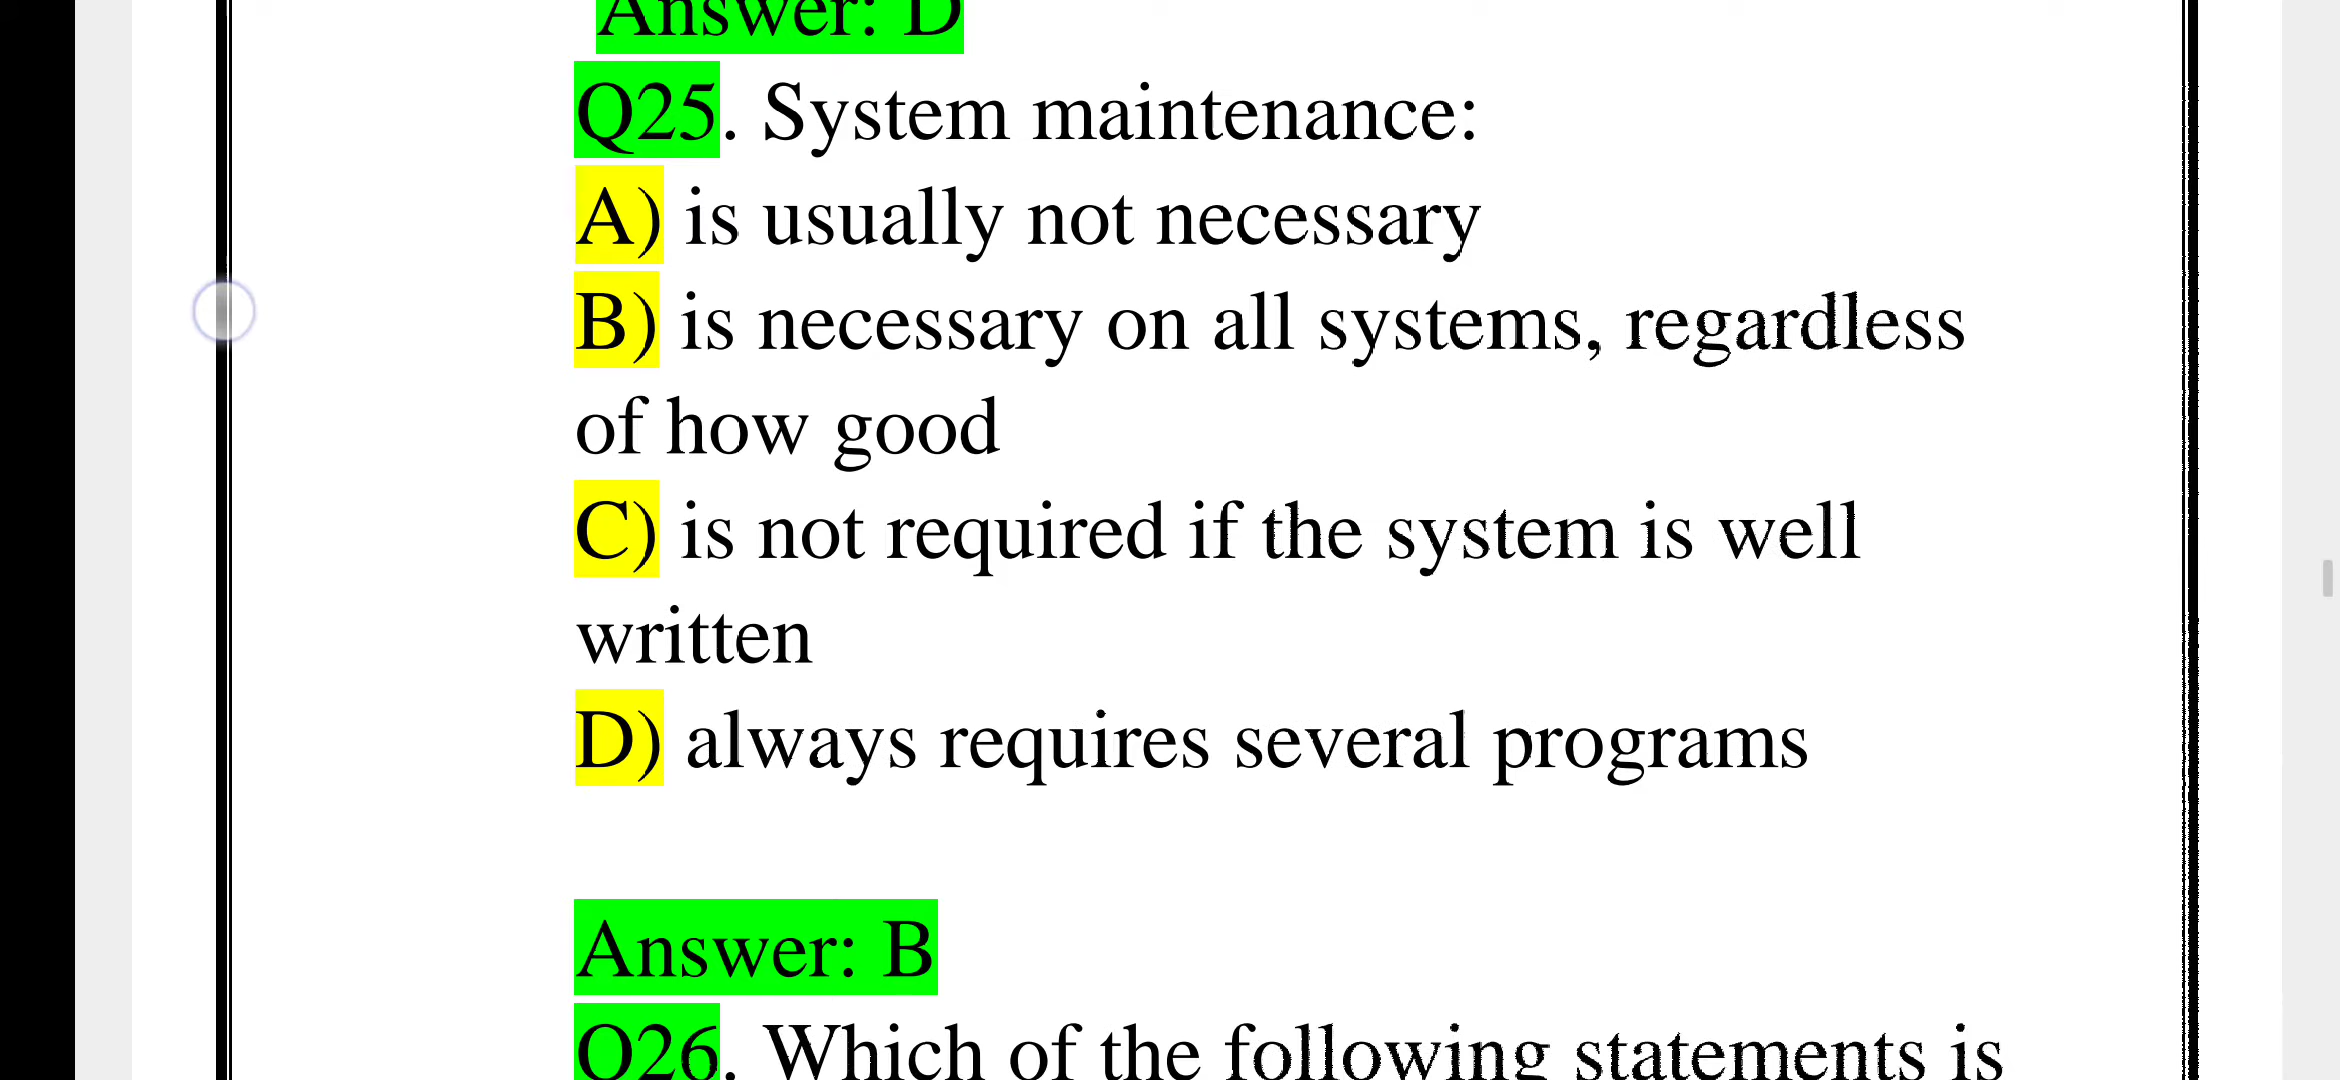 Answer: D
Q25. System maintenance:
A) is usually not necessary
B) is necessary on all systems, regardless
of how good
C) is not required if the system is well
written
D) always requires several programs
Answer: B
Q26. Which of the following statements is